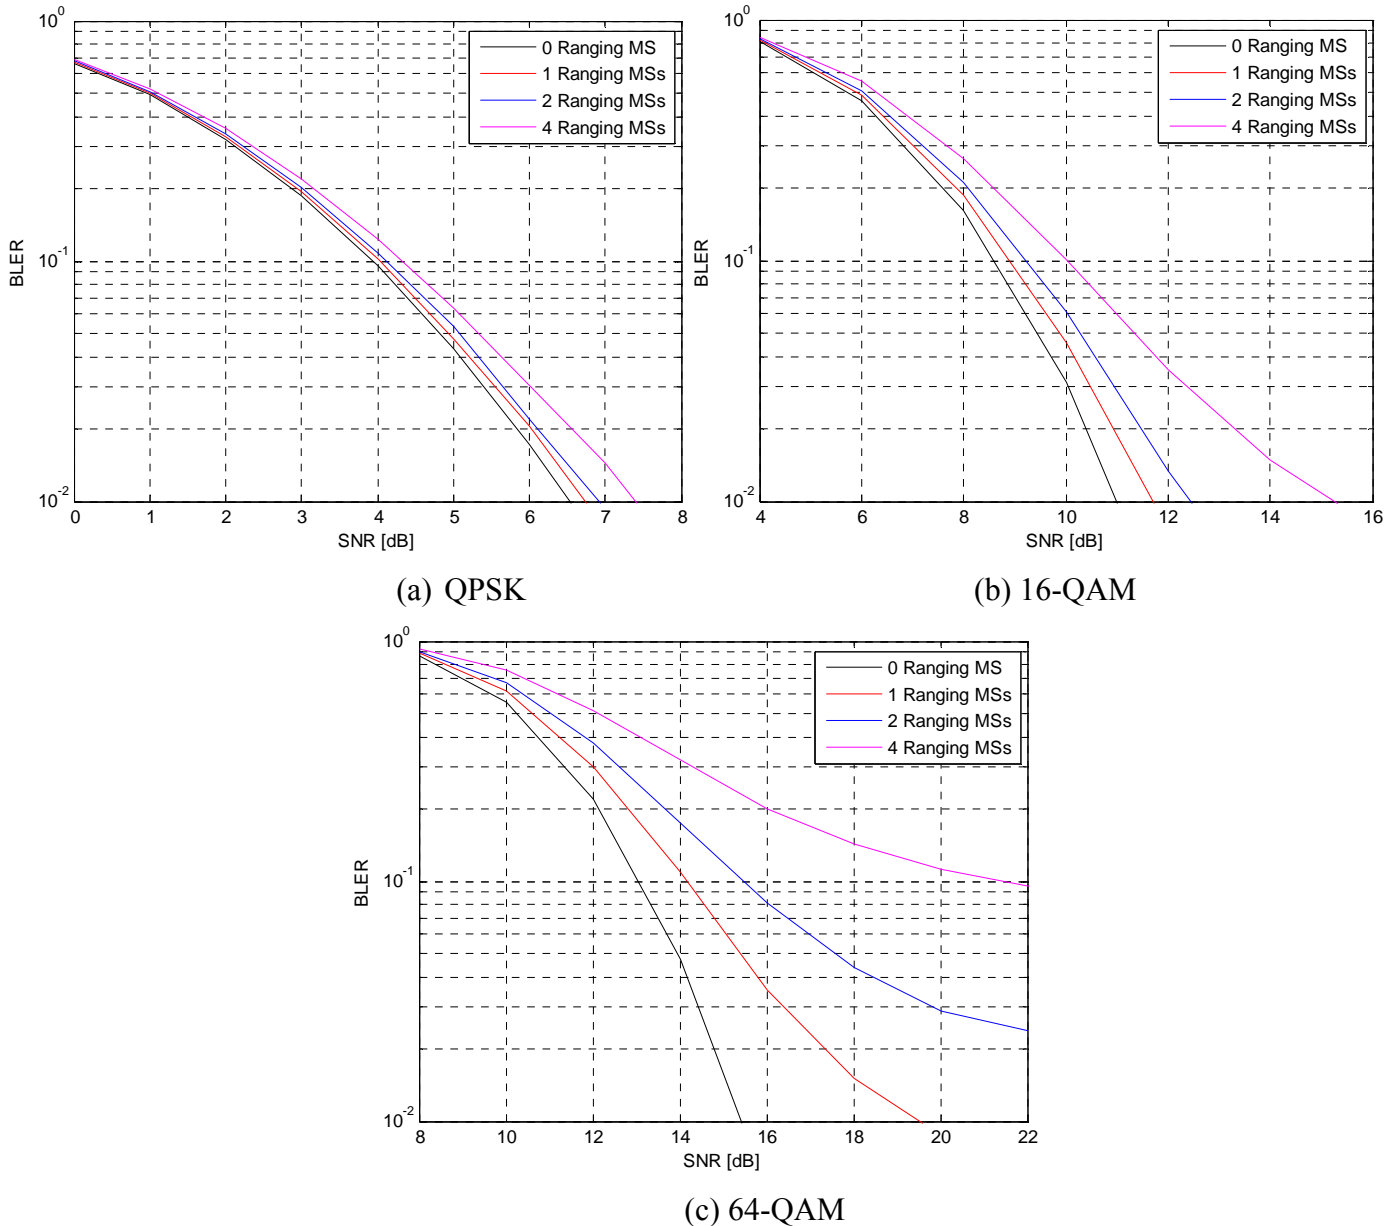 10^0
10^-1
10^-2
BLER
0 Ranging MS
1 Ranging MSs
2 Ranging MSs
4 Ranging MSs
0 1 2 3 4 5 6 7 8
SNR [dB]
(a) QPSK
10^0
10^-1
10^-2
BLER
0 Ranging MS
1 Ranging MSs
2 Ranging MSs
4 Ranging MSs
4 6 8 10 12 14 16
SNR [dB]
(b) 16-QAM
10^0
10^-1
10^-2
BLER
0 Ranging MS
1 Ranging MSs
2 Ranging MSs
4 Ranging MSs
8 10 12 14 16 18 20 22
SNR [dB]
(c) 64-QAM